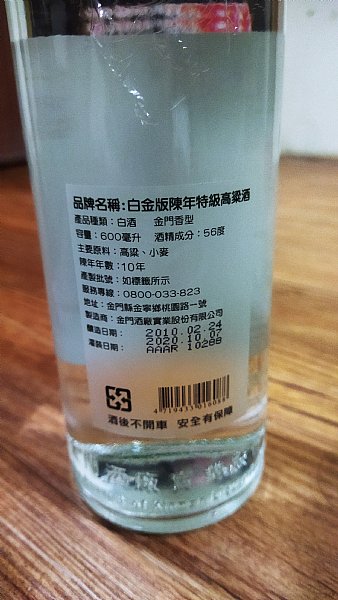 品牌名稱:白金版陳年特級高粱酒
產品種類：白酒 金門香型
容量：600毫升 酒精成分：56度
主要原料：高粱、小麥
陳年年數：10年
產製批號：如標籤所示
服務專線：0800-033-823
地址：金門縣金寧鄉桃園路一號
製造商：金門酒廠實業股份有限公司
釀造日期： 2010.02.24
灌裝日期： 2020.10.07
AAAR 10288
酒後不開車 安全有保障